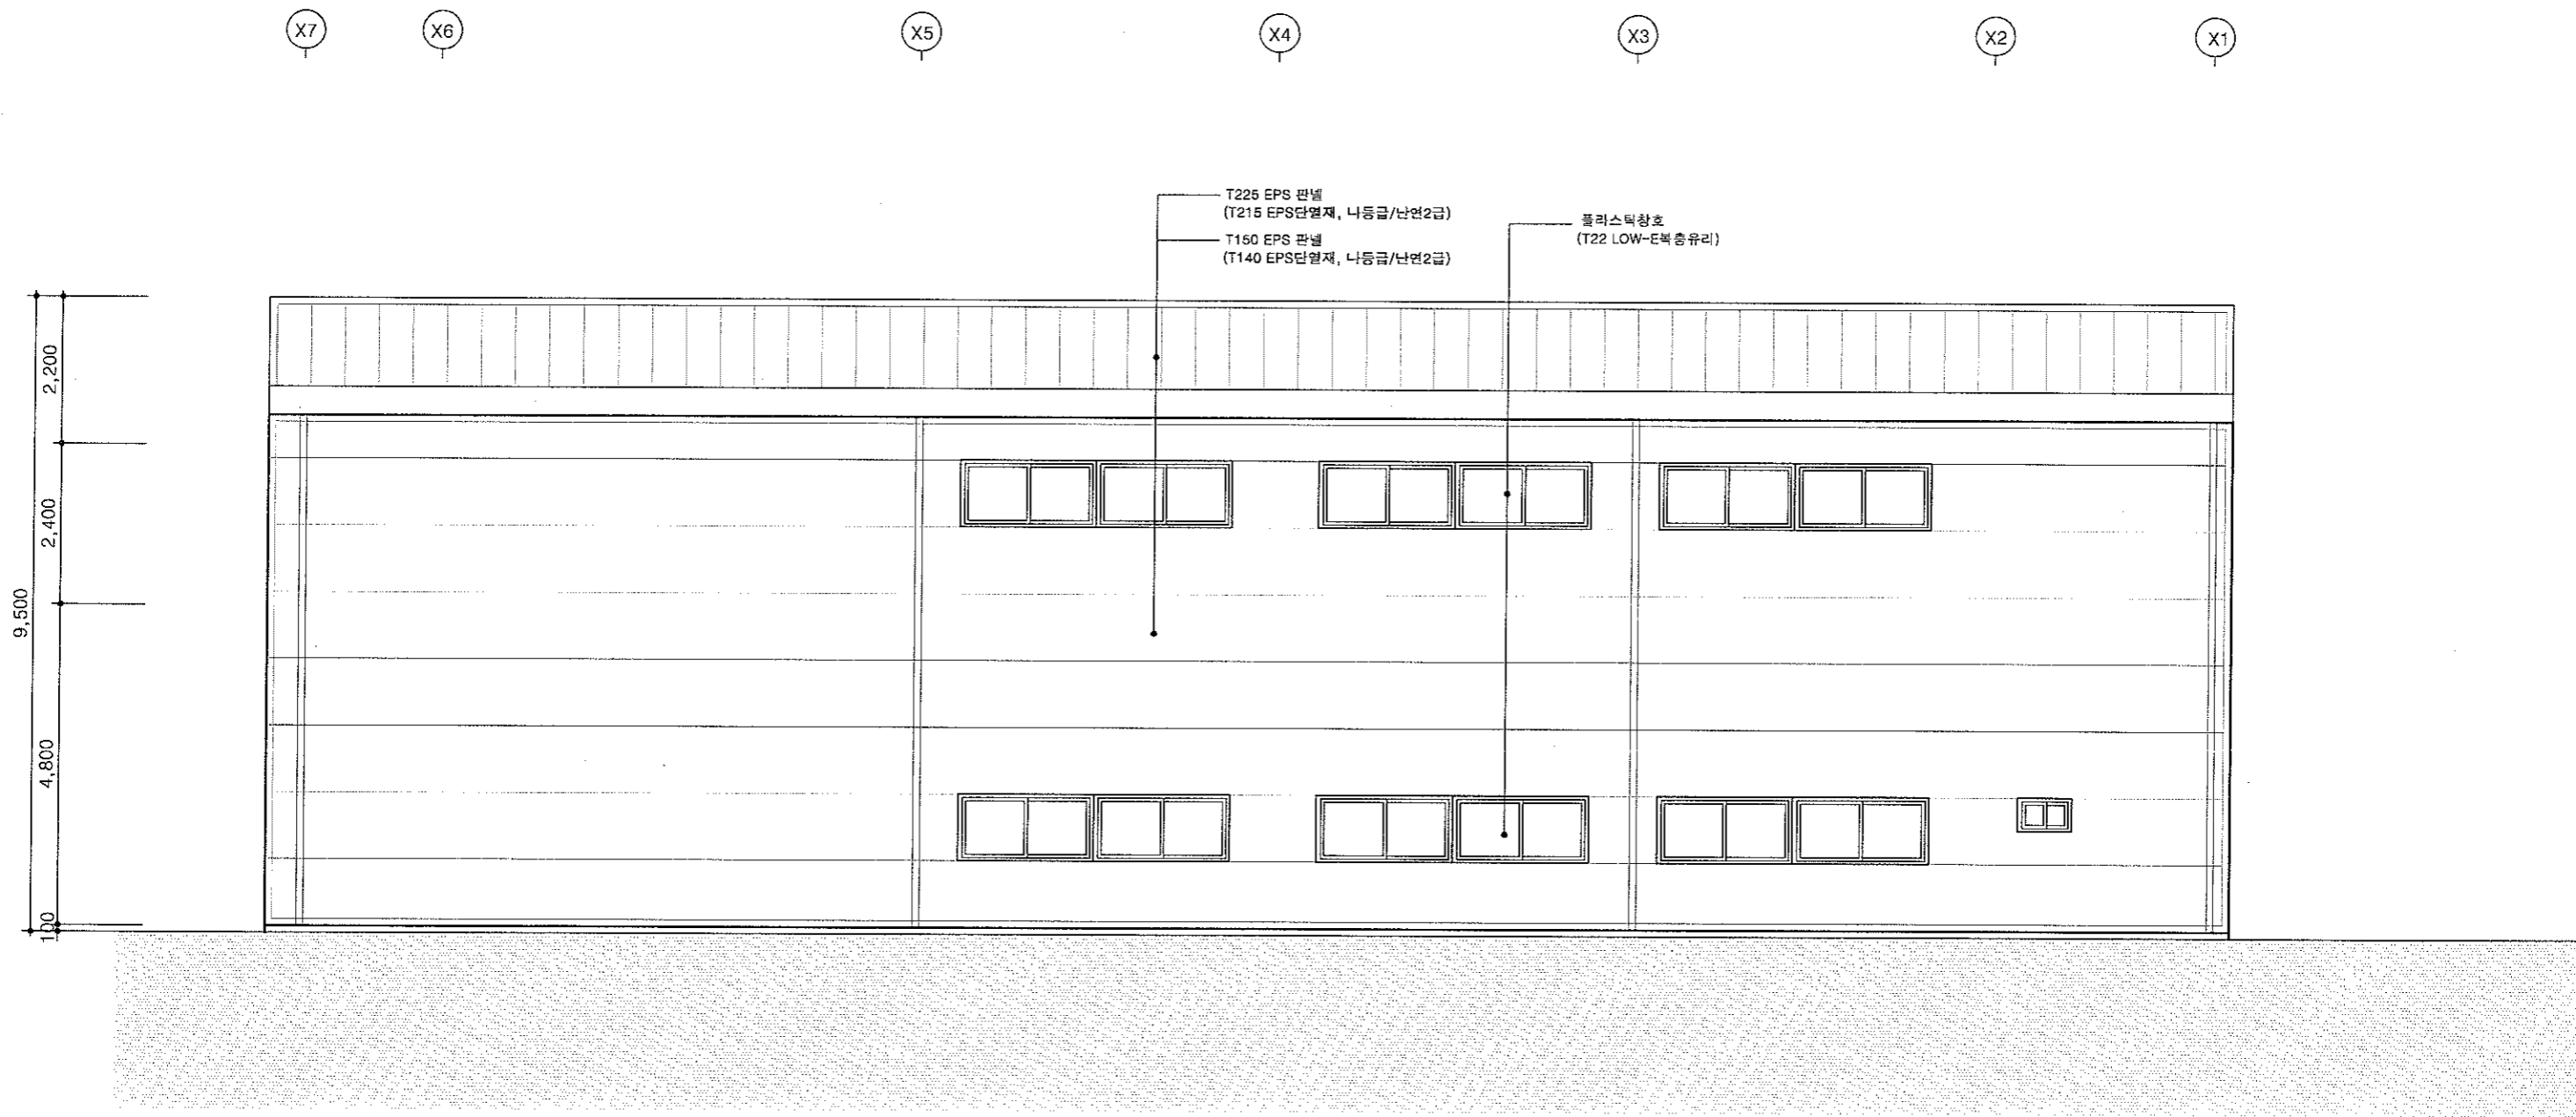 X7 X6 X5 X4 X3 X2 X1
T225 EPS 판넬
(T215 EPS단열재, 나등급/난연2급)
T150 EPS 판넬
(T140 EPS단열재, 나등급/난연2급)
플라스틱창호
(T22 LOW-E복층유리)
2,200
2,400
9,500
4,800
100